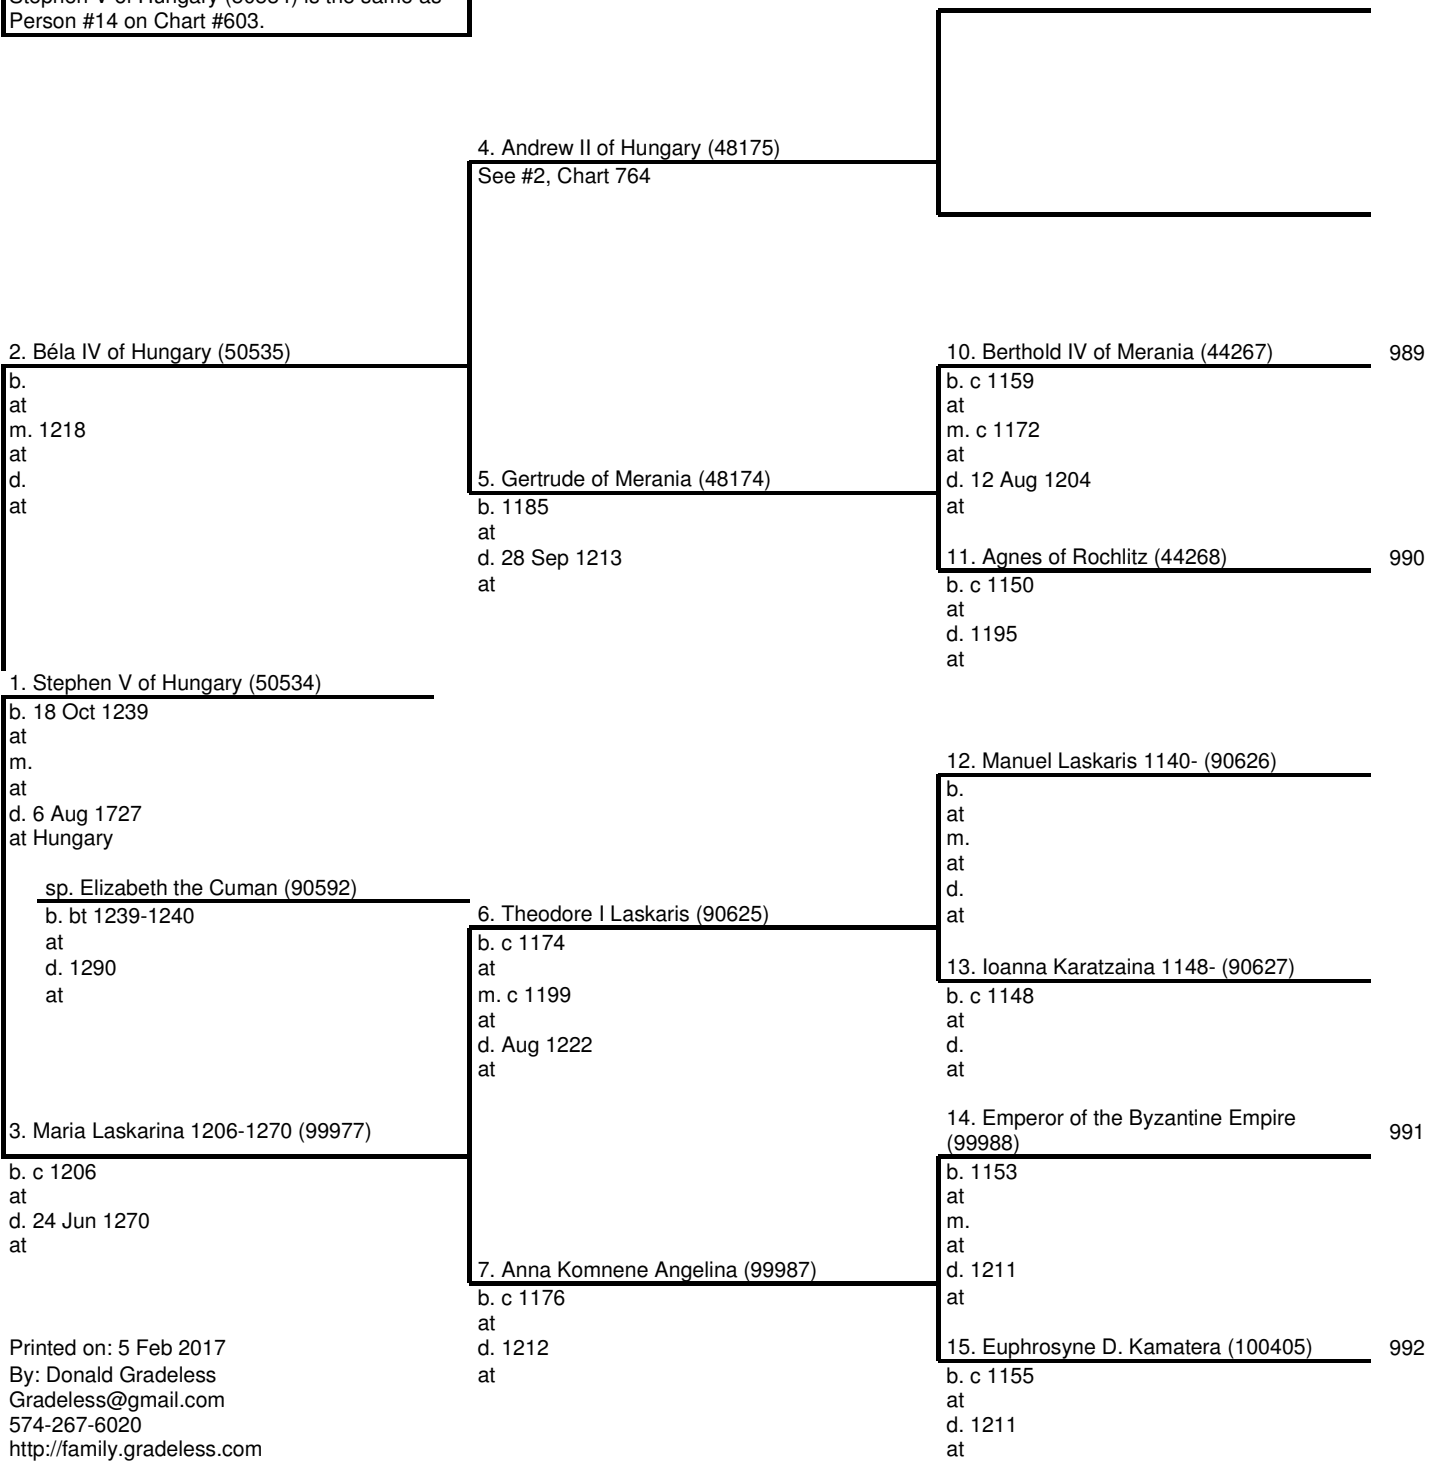 Stephen V of Hungary (50534) is the same as
Person #14 on Chart #603.
4. Andrew II of Hungary (48175)
See #2, Chart 764
2. Béla IV of Hungary (50535)
b.
at
m. 1218
at
d.
at
10. Berthold IV of Merania (44267) 989
b. c 1159
at
m. c 1172
at
d. 12 Aug 1204
at
5. Gertrude of Merania (48174)
b. 1185
at
d. 28 Sep 1213
at
11. Agnes of Rochlitz (44268) 990
b. c 1150
at
d. 1195
at
1. Stephen V of Hungary (50534)
b. 18 Oct 1239
at
m.
at
d. 6 Aug 1727
at Hungary
sp. Elizabeth the Cuman (90592)
b. bt 1239-1240
at
d. 1290
at
12. Manuel Laskaris 1140- (90626)
b.
at
m.
at
d.
at
6. Theodore I Laskaris (90625)
b. c 1174
at
m. c 1199
at
d. Aug 1222
at
13. Ioanna Karatzaina 1148- (90627)
b. c 1148
at
d.
at
3. Maria Laskarina 1206-1270 (99977)
b. c 1206
at
d. 24 Jun 1270
at
14. Emperor of the Byzantine Empire
(99988) 991
b. 1153
at
m.
at
d. 1211
at
7. Anna Komnene Angelina (99987)
b. c 1176
at
d. 1212
at
15. Euphrosyne D. Kamatera (100405) 992
b. c 1155
at
d. 1211
at
Printed on: 5 Feb 2017
By: Donald Gradeless
Gradeless@gmail.com
574-267-6020
http://family.gradeless.com